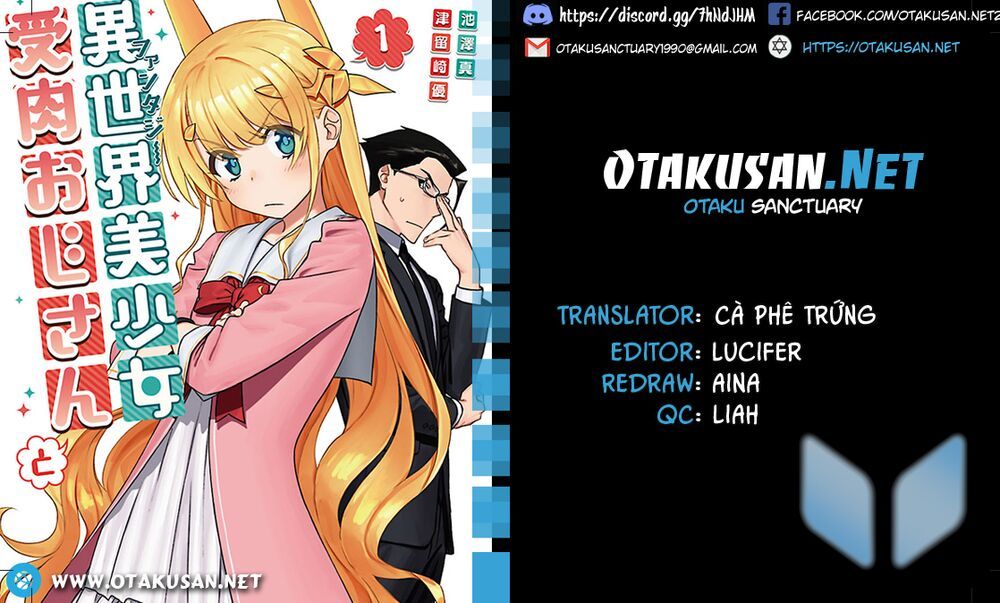 異世界美少女
ファンタジー
受肉おじさん
と
1
池澤真
津留崎優
WWW.OTAKUSAN.NET
https://discord.gg/7hNdJHM
FACEBOOK.COM/OTAKUSAN.NET2
OTAKUSANCTUARY1990@GMAIL.COM
HTTPS://OTAKUSAN.NET
OTAKUSAN.NET
OTAKU SANCTUARY
TRANSLATOR: CÀ PHÊ TRỨNG
EDITOR: LUCIFER
REDRAW: AINA
QC: LIAH